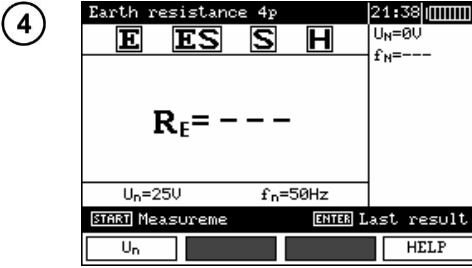 4
Earth resistance 4p 21:38
E ES S H
UN=0V
fN=---
RE= ---
Un=25V fn=50Hz
START Measureme ENTER Last result
Un HELP